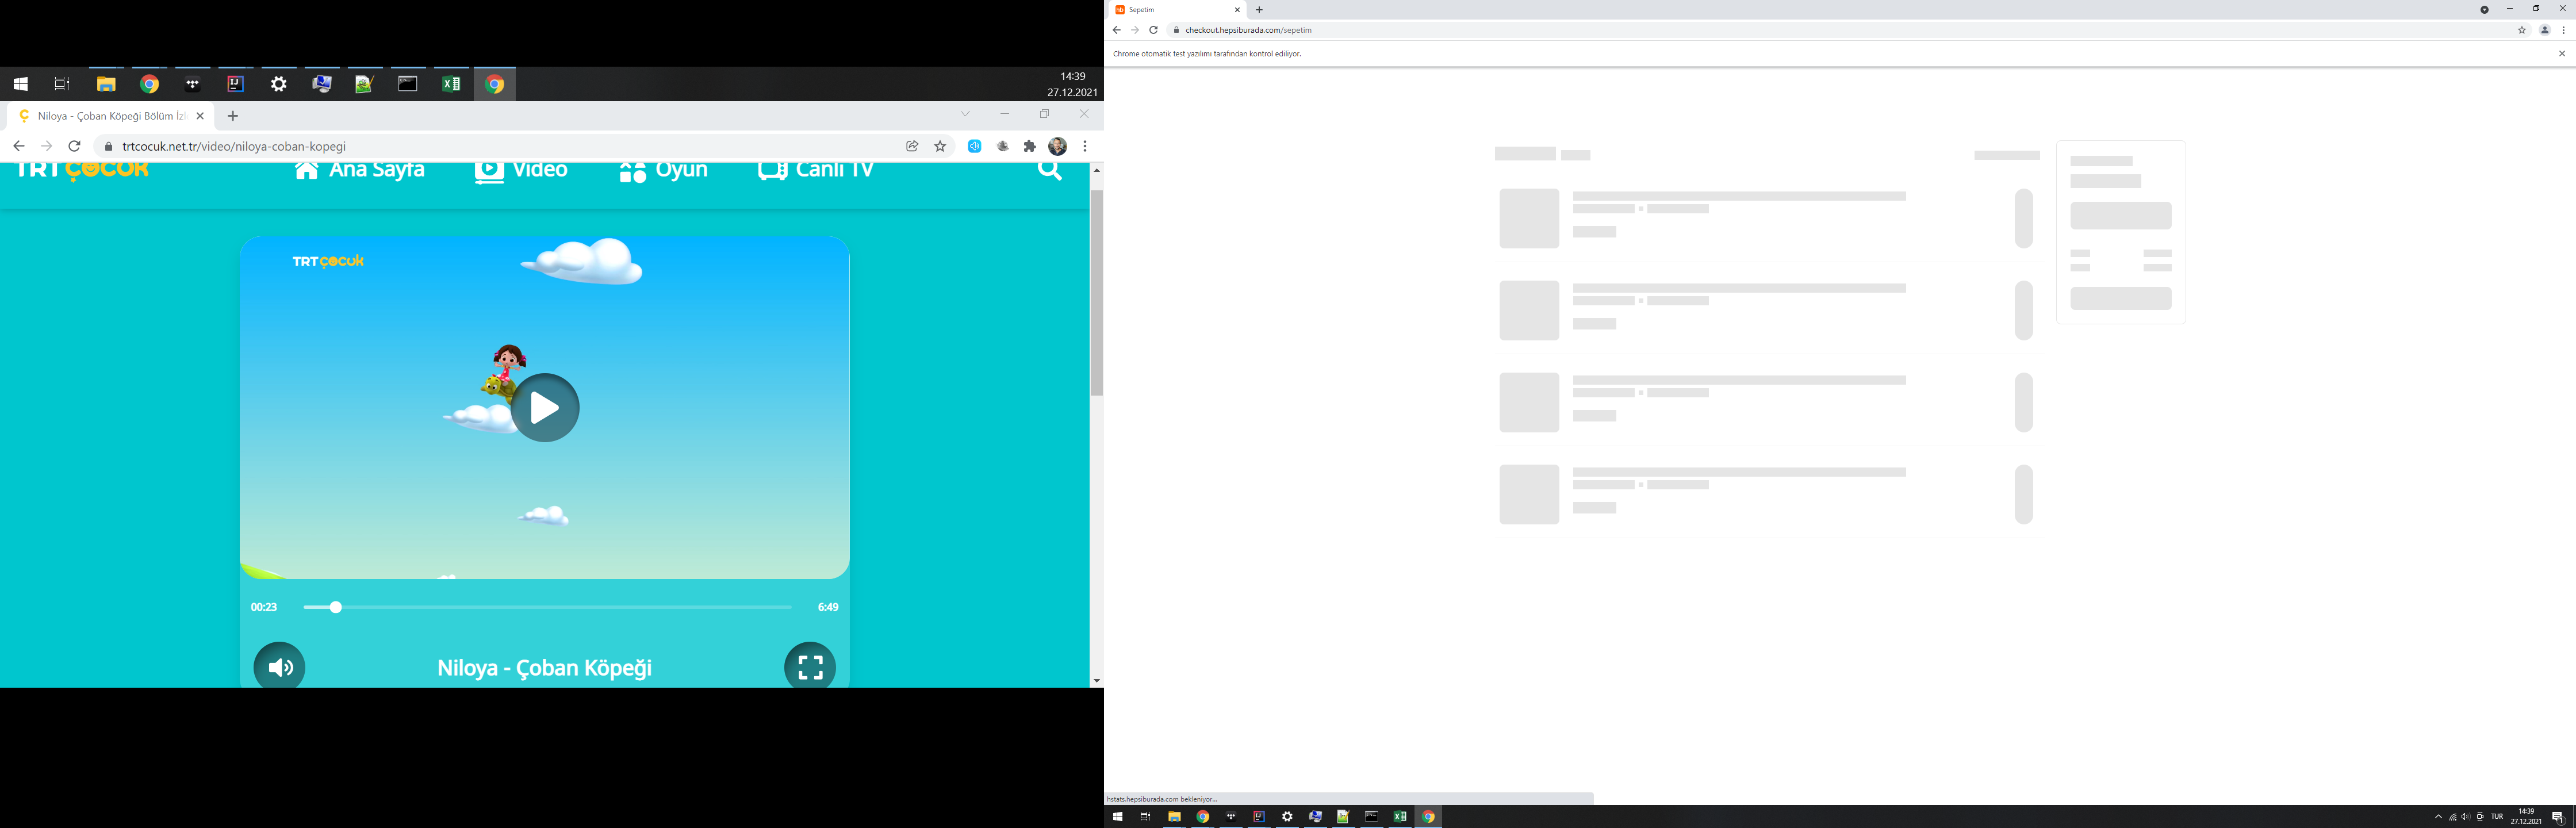 14:39
27.12.2021
Niloya - Çoban Köpeği Bölüm İzl
trtcocuk.net.tr/video/niloya-coban-kopegi
TRT çocuk
Ana Sayfa
Video
Oyun
Canlı TV
TRT çocuk
00:23
6:49
Niloya - Çoban Köpeği
Sepetim
checkout.hepsiburada.com/sepetim
Chrome otomatik test yazılımı tarafından kontrol ediliyor.
hstats.hepsiburada.com bekleniyor...
TUR
14:39
27.12.2021